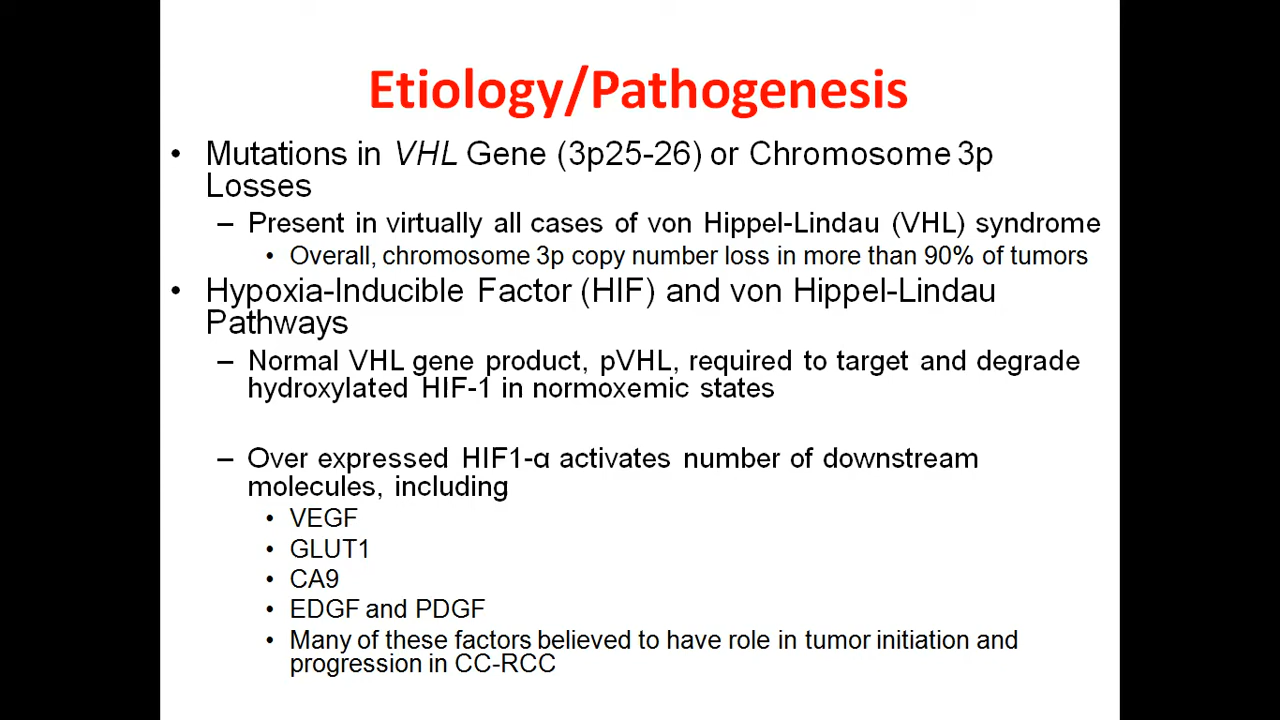 Etiology/Pathogenesis
• Mutations in VHL Gene (3p25-26) or Chromosome 3p
Losses
– Present in virtually all cases of von Hippel-Lindau (VHL) syndrome
• Overall, chromosome 3p copy number loss in more than 90% of tumors
• Hypoxia-Inducible Factor (HIF) and von Hippel-Lindau
Pathways
– Normal VHL gene product, pVHL, required to target and degrade
hydroxylated HIF-1 in normoxemic states
– Over expressed HIF1-α activates number of downstream
molecules, including
• VEGF
• GLUT1
• CA9
• EDGF and PDGF
• Many of these factors believed to have role in tumor initiation and
progression in CC-RCC